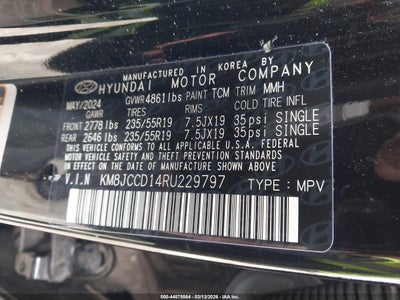 MANUFACTURED IN KOREA BY
HYUNDAI MOTOR COMPANY
MAY/2024 GVWR4861lbs PAINT TCM TRIM MMH
GAWR TIRES RIMS COLD TIRE INFL
FRONT 2778 lbs 235/55R19 7.5JX19 35psi SINGLE
REAR 2646 lbs 235/55R19 7.5JX19 35psi SINGLE
THIS VEHICLE CONFORMS TO ALL APPLICABLE U.S.A. FEDERAL
MOTOR VEHICLE SAFETY AND THEFT PREVENTION STANDARDS IN
EFFECT ON THE DATE OF MANUFACTURE SHOWN ABOVE.
V.I.N KM8JCCD14RU229797 TYPE : MPV
000-44575564 | 03/13/2026 | IAA, Inc.